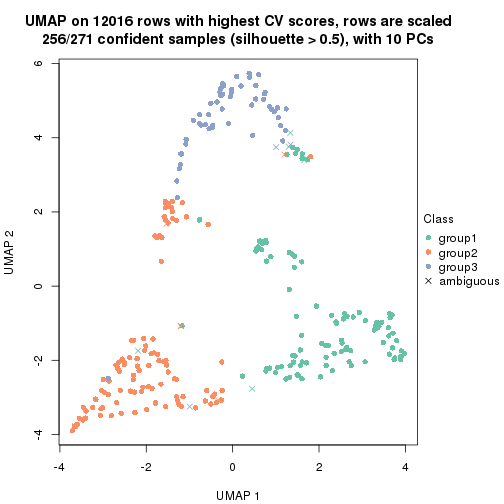 UMAP on 12016 rows with highest CV scores, rows are scaled
256/271 confident samples (silhouette > 0.5), with 10 PCs
6
4
2
0
-2
-4
UMAP 2
-4
-2
0
2
4
UMAP 1
Class
group1
group2
group3
ambiguous